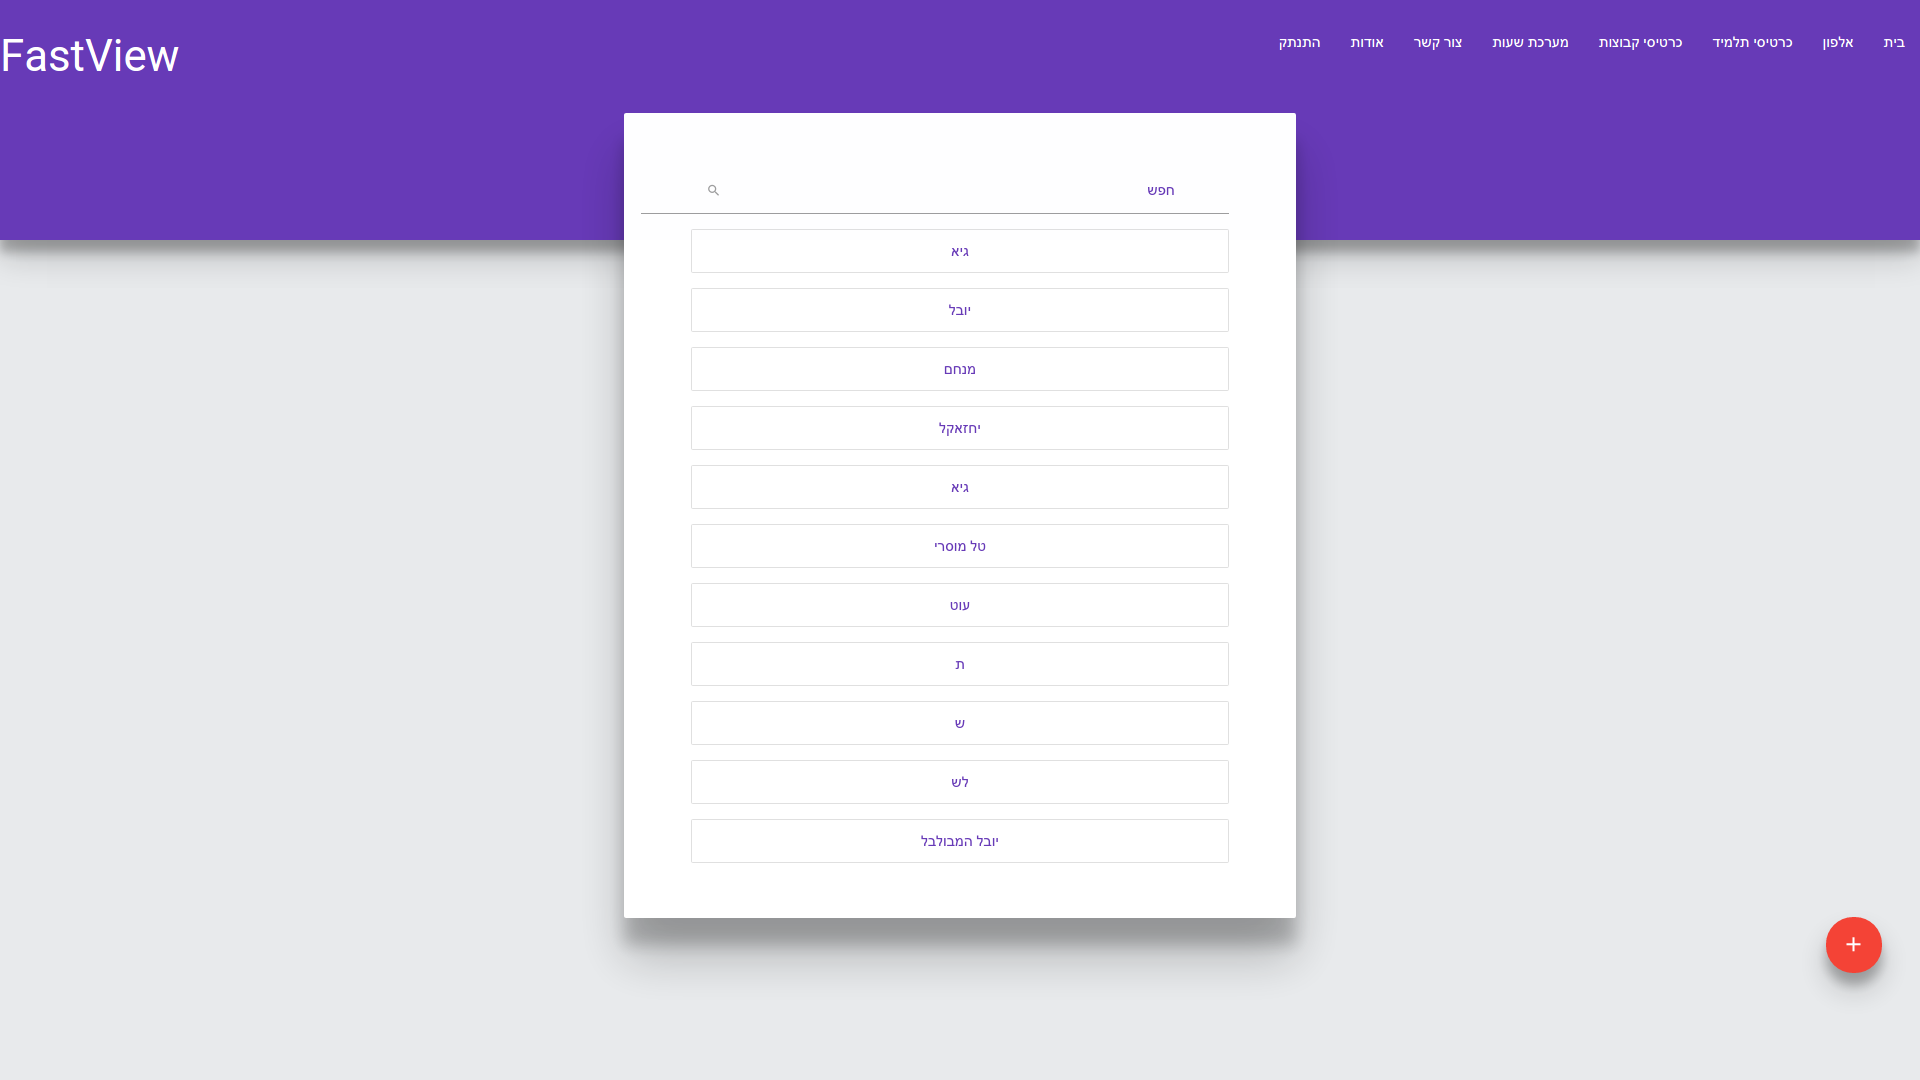 FastView
בית אלפון כרטיסי תלמיד כרטיסי קבוצות מערכת שעות צור קשר אודות התנתק
חפש
גיא
יובל
מנחם
יחזאקל
גיא
טל מוסרי
עוט
ת
ש
לש
יובל המבולבל
+